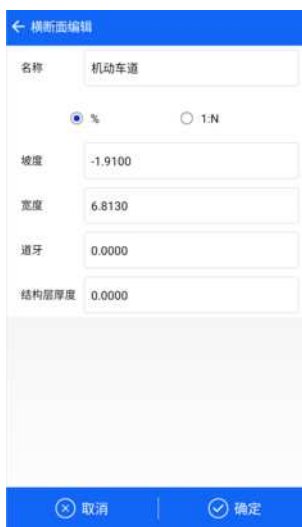 横断面编辑
名称 机动车道
% 1:N
坡度 -1.9100
宽度 6.8130
道牙 0.0000
结构层厚度 0.0000
取消 确定